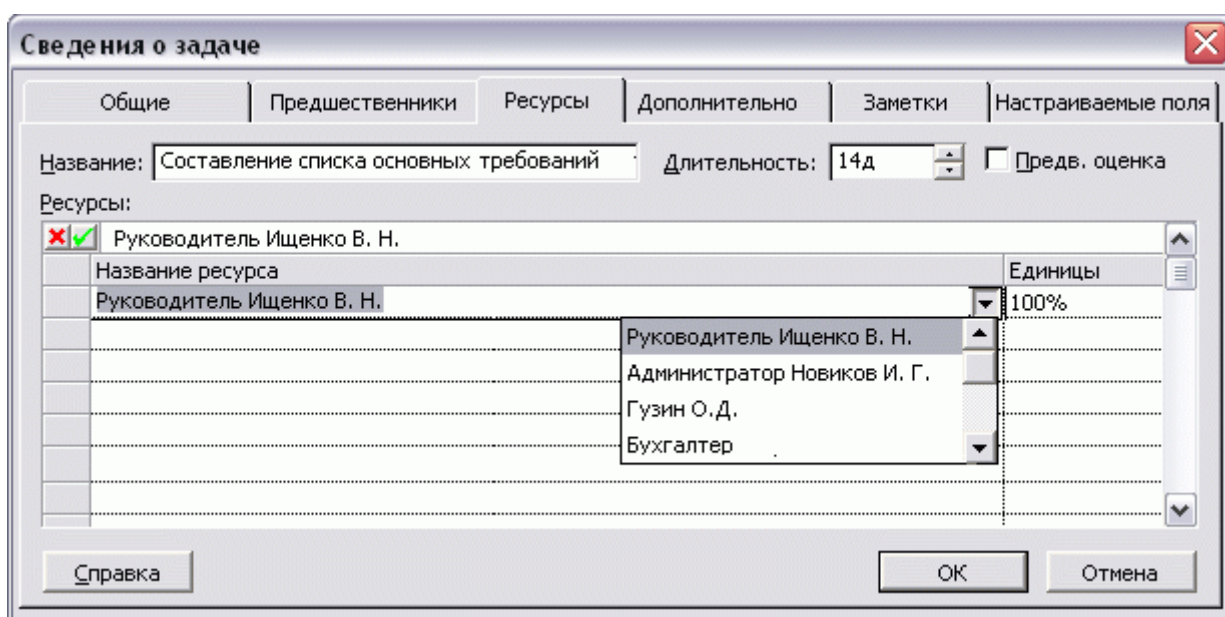 Сведения о задаче
Общие Предшественники Ресурсы Дополнительно Заметки Настраиваемые поля
Название: Составление списка основных требований Длительность: 14д Предв. оценка
Ресурсы:
Руководитель Ищенко В. Н.
Название ресурса Единицы
Руководитель Ищенко В. Н. 100%
Руководитель Ищенко В. Н.
Администратор Новиков И. Г.
Гузин О.Д.
Бухгалтер
Справка ОК Отмена